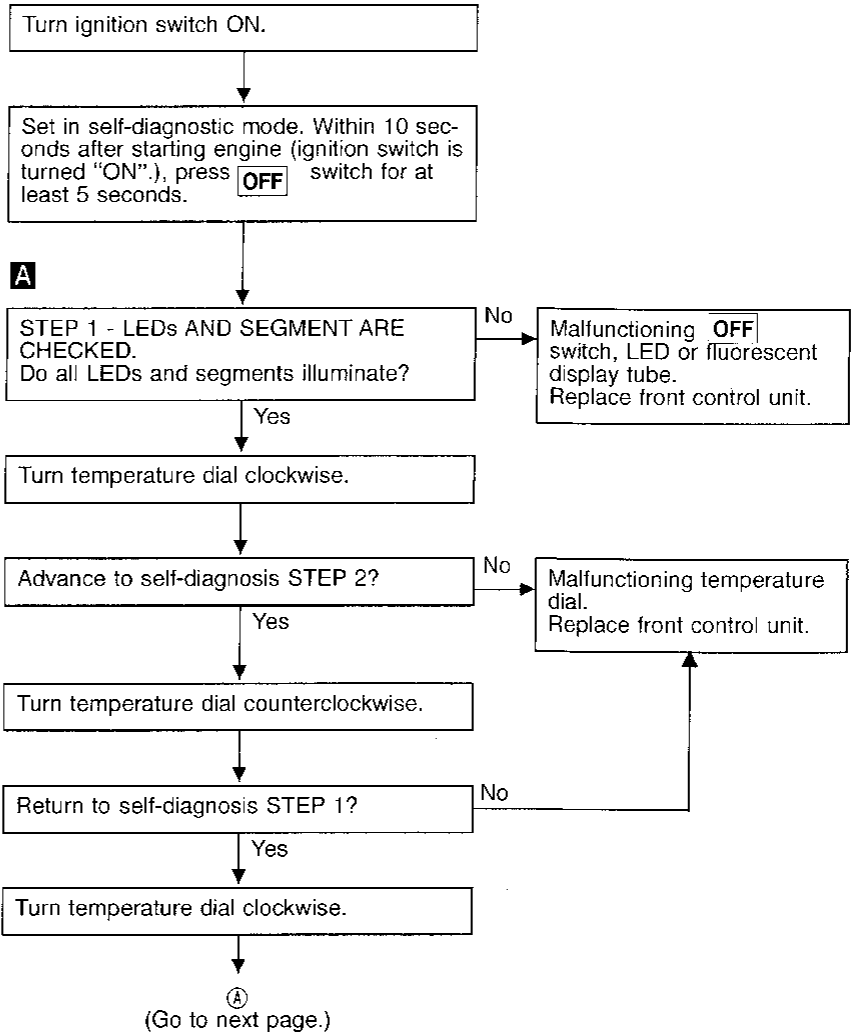 Turn ignition switch ON.
Set in self-diagnostic mode. Within 10 sec-
onds after starting engine (ignition switch is
turned “ON”.), press OFF switch for at
least 5 seconds.
A
STEP 1 - LEDs AND SEGMENT ARE
CHECKED.
Do all LEDs and segments illuminate?
No
Malfunctioning OFF
switch, LED or fluorescent
display tube.
Replace front control unit.
Yes
Turn temperature dial clockwise.
Advance to self-diagnosis STEP 2?
No
Malfunctioning temperature
dial.
Replace front control unit.
Yes
Turn temperature dial counterclockwise.
Return to self-diagnosis STEP 1?
No
Yes
Turn temperature dial clockwise.
Ⓐ
(Go to next page.)